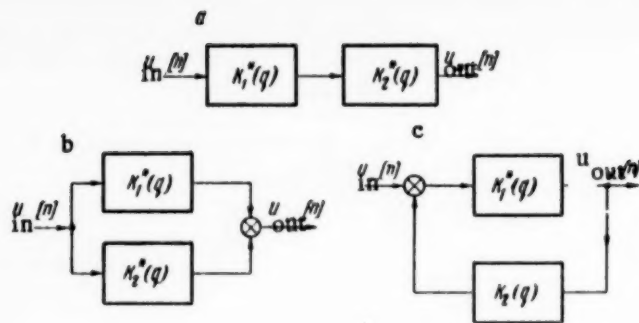 a
u in [n] K₁*(q) K₂*(q) u out [n]
b
u in [n] K₁*(q) K₂*(q) u out [n]
c
u in [n] K₁*(q) u out [n]
K₂(q)